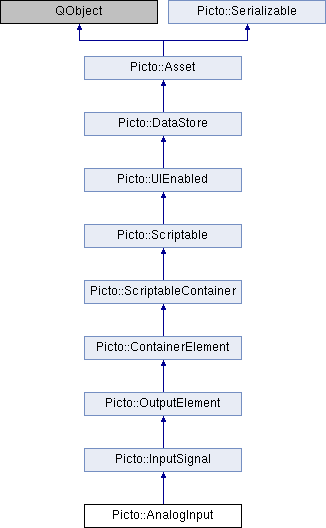 QObject
Picto::Serializable
Picto::Asset
Picto::DataStore
Picto::UIEnabled
Picto::Scriptable
Picto::ScriptableContainer
Picto::ContainerElement
Picto::OutputElement
Picto::InputSignal
Picto::AnalogInput